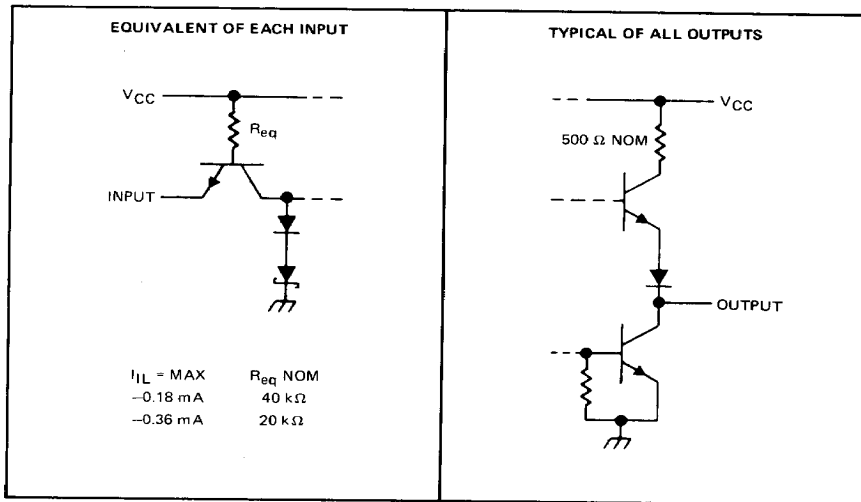 EQUIVALENT OF EACH INPUT
VCC
Req
INPUT
IIL = MAX Req NOM
–0.18 mA 40 kΩ
–0.36 mA 20 kΩ
TYPICAL OF ALL OUTPUTS
VCC
500 Ω NOM
OUTPUT